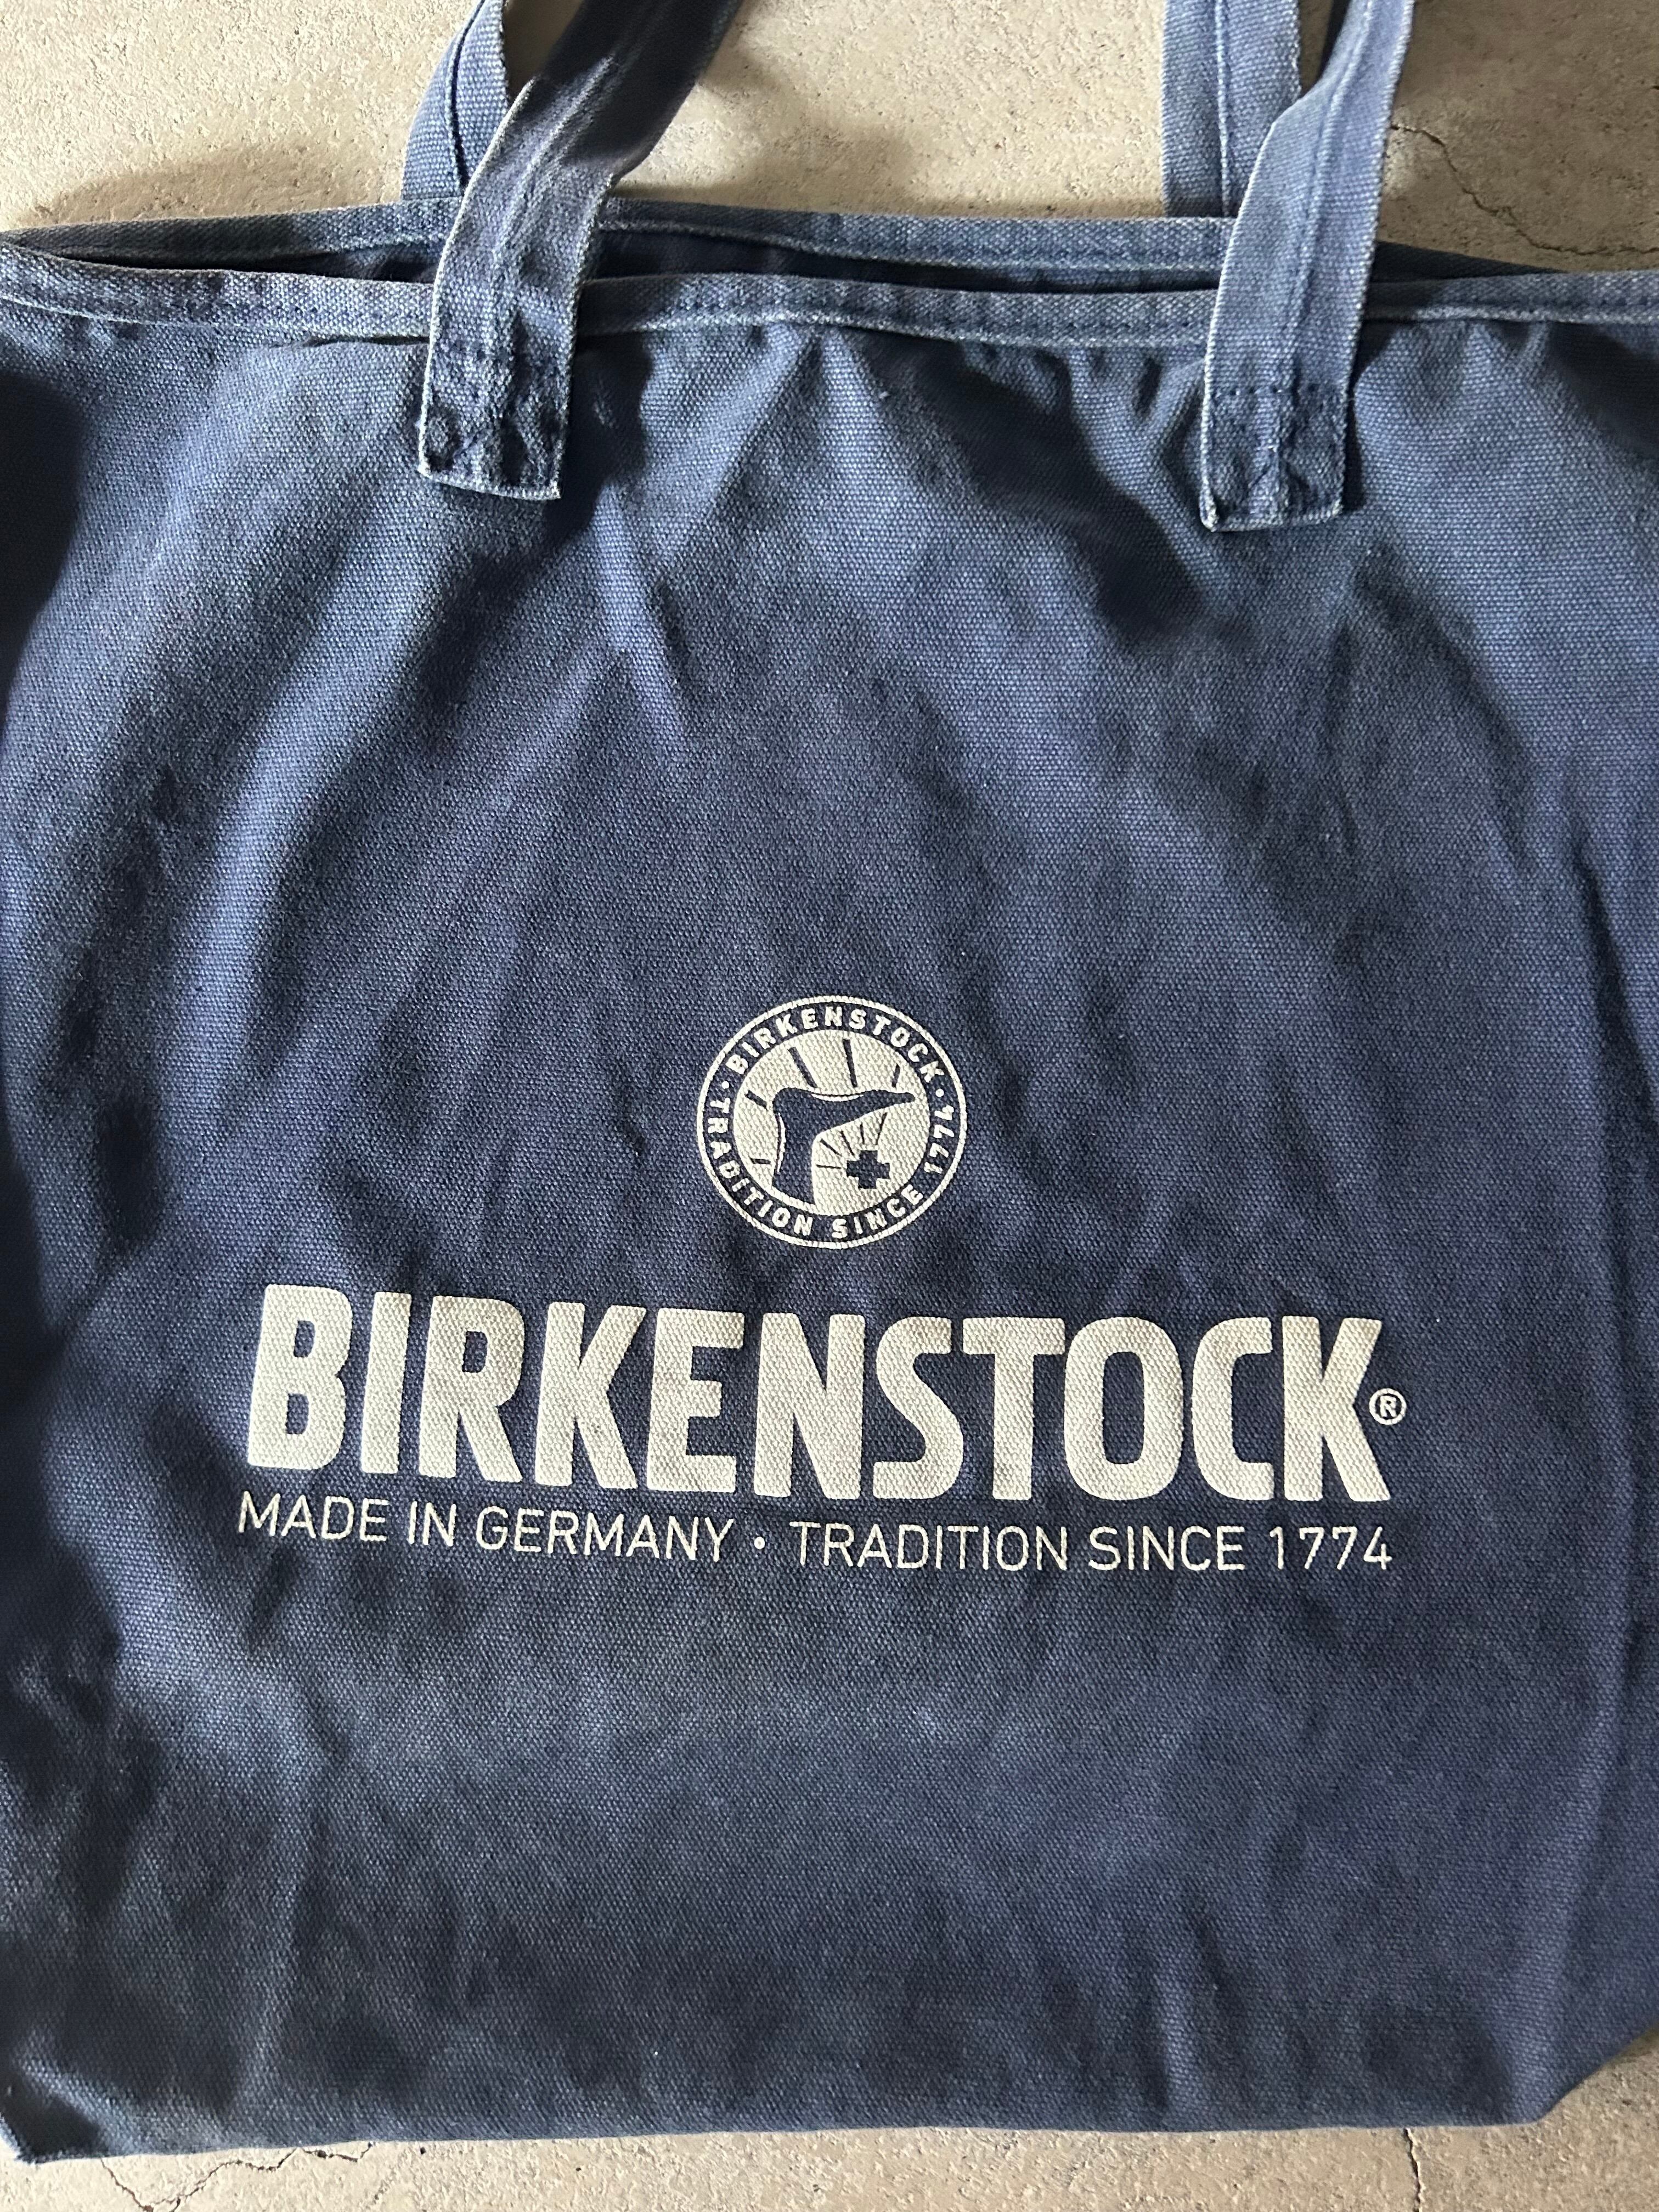 BIRKENSTOCK · 1774
· TRADITION SINCE
BIRKENSTOCK®
MADE IN GERMANY · TRADITION SINCE 1774